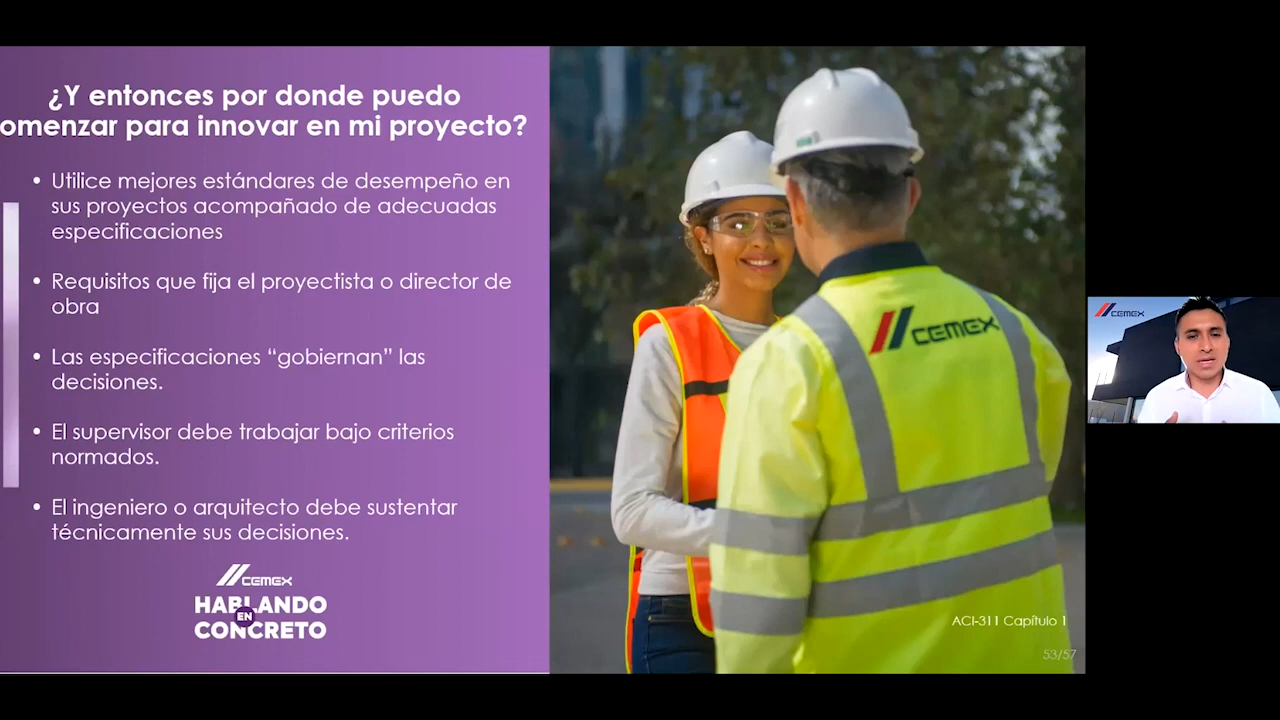 ¿Y entonces por donde puedo
omenzar para innovar en mi proyecto?
• Utilice mejores estándares de desempeño en
sus proyectos acompañado de adecuadas
especificaciones
• Requisitos que fija el proyectista o director de
obra
• Las especificaciones “gobiernan” las
decisiones.
• El supervisor debe trabajar bajo criterios
normados.
• El ingeniero o arquitecto debe sustentar
técnicamente sus decisiones.
CEMEX
HABLANDO
EN
CONCRETO
CEMEX
ACI-311 Capítulo 1
53/57
CEMEX